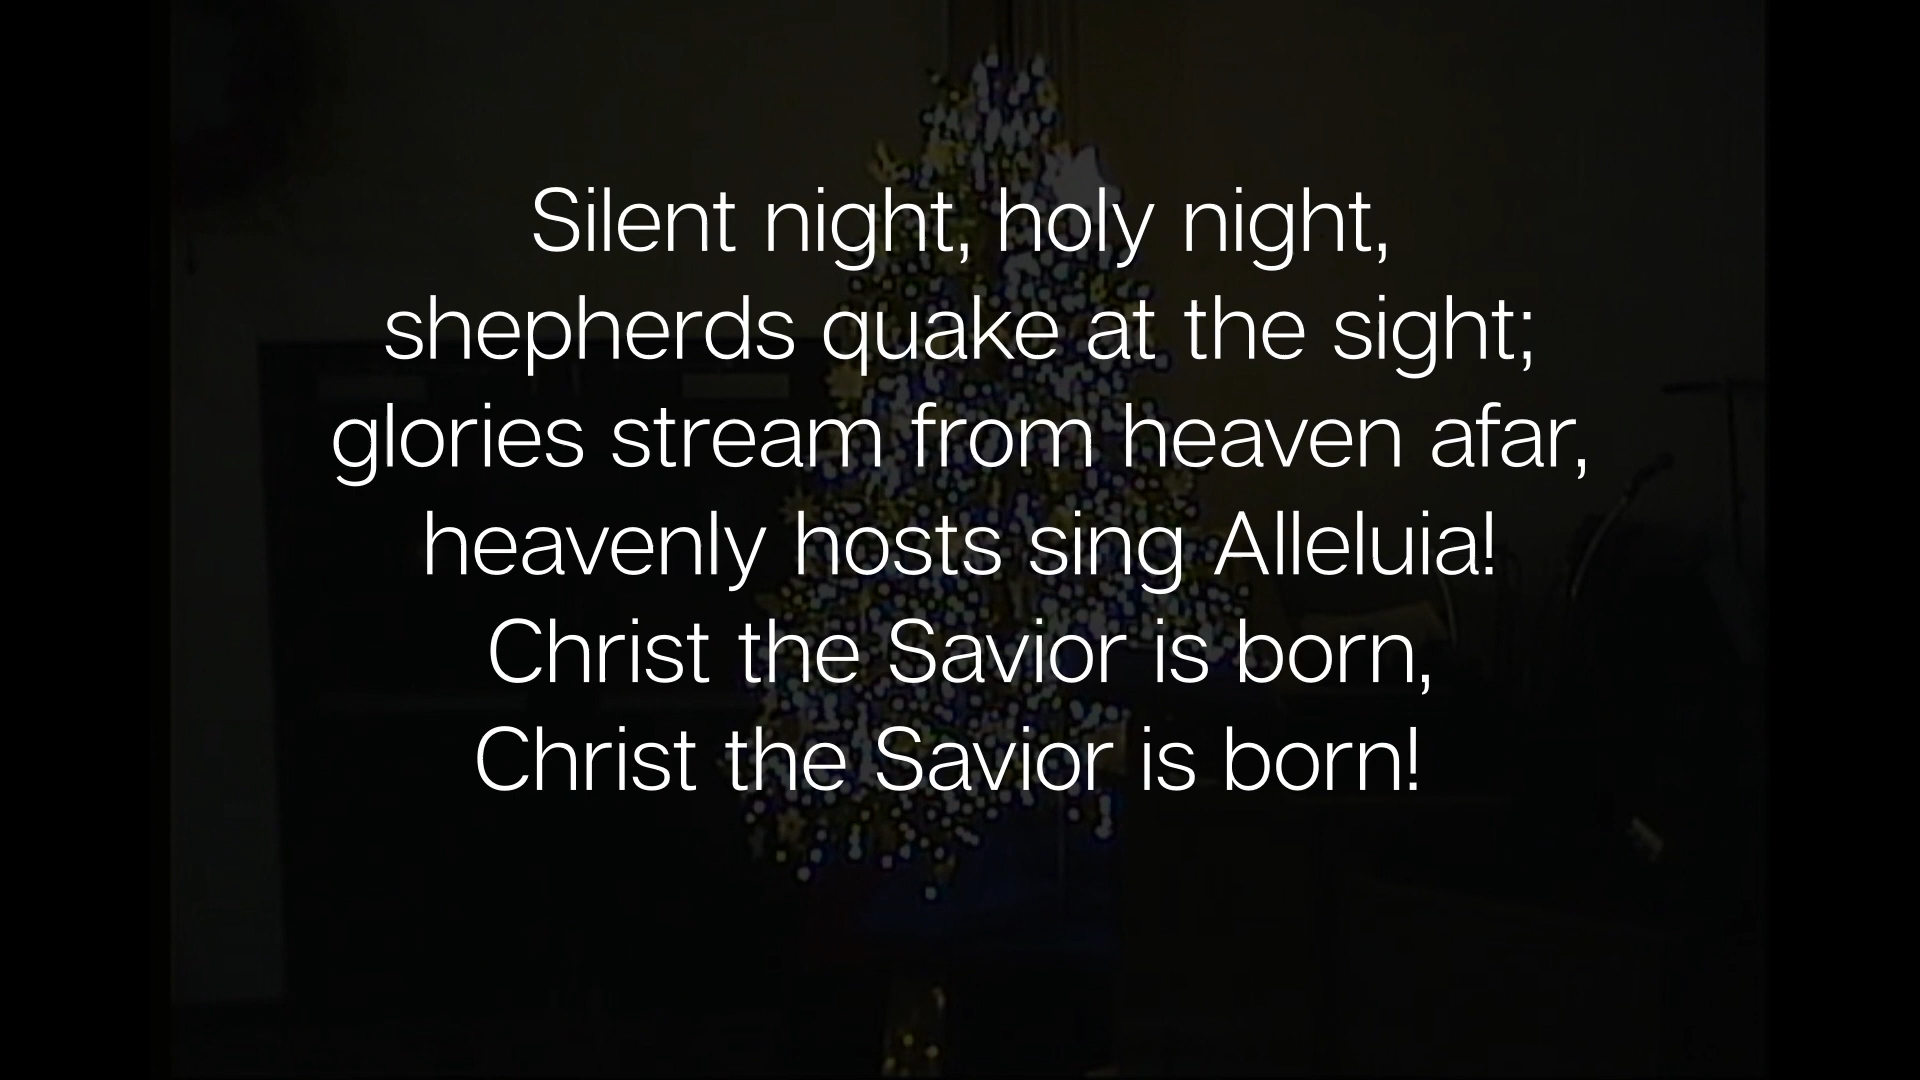 Silent night, holy night,
shepherds quake at the sight;
glories stream from heaven afar,
heavenly hosts sing Alleluia!
Christ the Savior is born,
Christ the Savior is born!